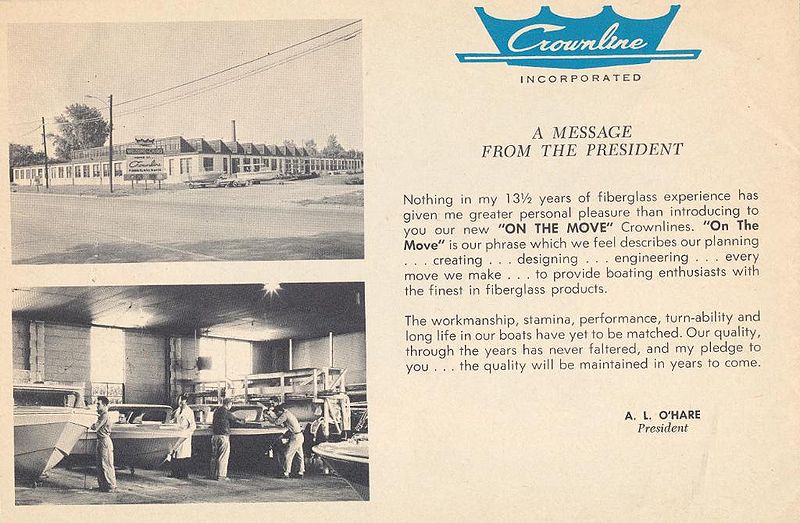 Crownline
INCORPORATED
A MESSAGE
FROM THE PRESIDENT
Nothing in my 13½ years of fiberglass experience has
given me greater personal pleasure than introducing to
you our new "ON THE MOVE" Crownlines. "On The
Move" is our phrase which we feel describes our planning
. . . creating . . . designing . . . engineering . . . every
move we make . . . to provide boating enthusiasts with
the finest in fiberglass products.
The workmanship, stamina, performance, turn-ability and
long life in our boats have yet to be matched. Our quality,
through the years has never faltered, and my pledge to
you . . . the quality will be maintained in years to come.
A. L. O'HARE
President
Crownline